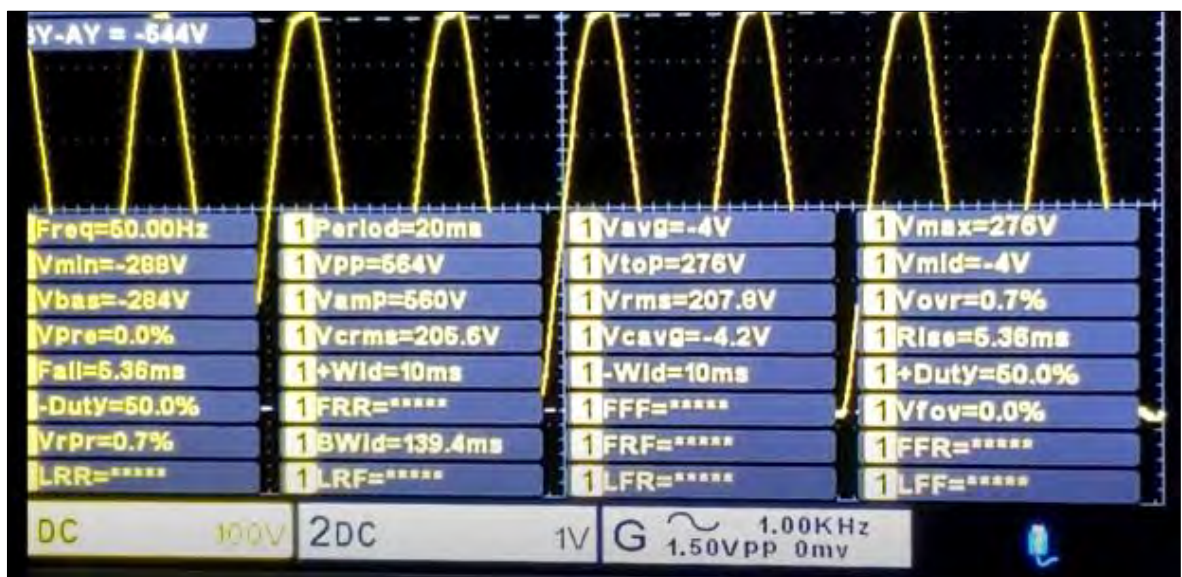 BY-AY = -544V
Freq=50.00Hz 1 Period=20ms 1 Vavg=-4V 1 Vmax=276V
Vmin=-288V 1 Vpp=564V 1 Vtop=276V 1 Vmid=-4V
Vbas=-284V 1 Vamp=560V 1 Vrms=207.8V 1 Vovr=0.7%
Vpre=0.0% 1 Vcrms=205.6V 1 Vcavg=-4.2V 1 Rise=5.36ms
Fall=5.36ms 1 +Wid=10ms 1 -Wid=10ms 1 +Duty=50.0%
-Duty=50.0% 1 FRR=***** 1 FFF=***** 1 Vfov=0.0%
VrPr=0.7% 1 BWid=139.4ms 1 FRF=***** 1 FFR=*****
LRR=***** 1 LRF=***** 1 LFR=***** 1 LFF=*****
DC 100V 2DC 1V G 1.00KHz
1.50Vpp 0mv